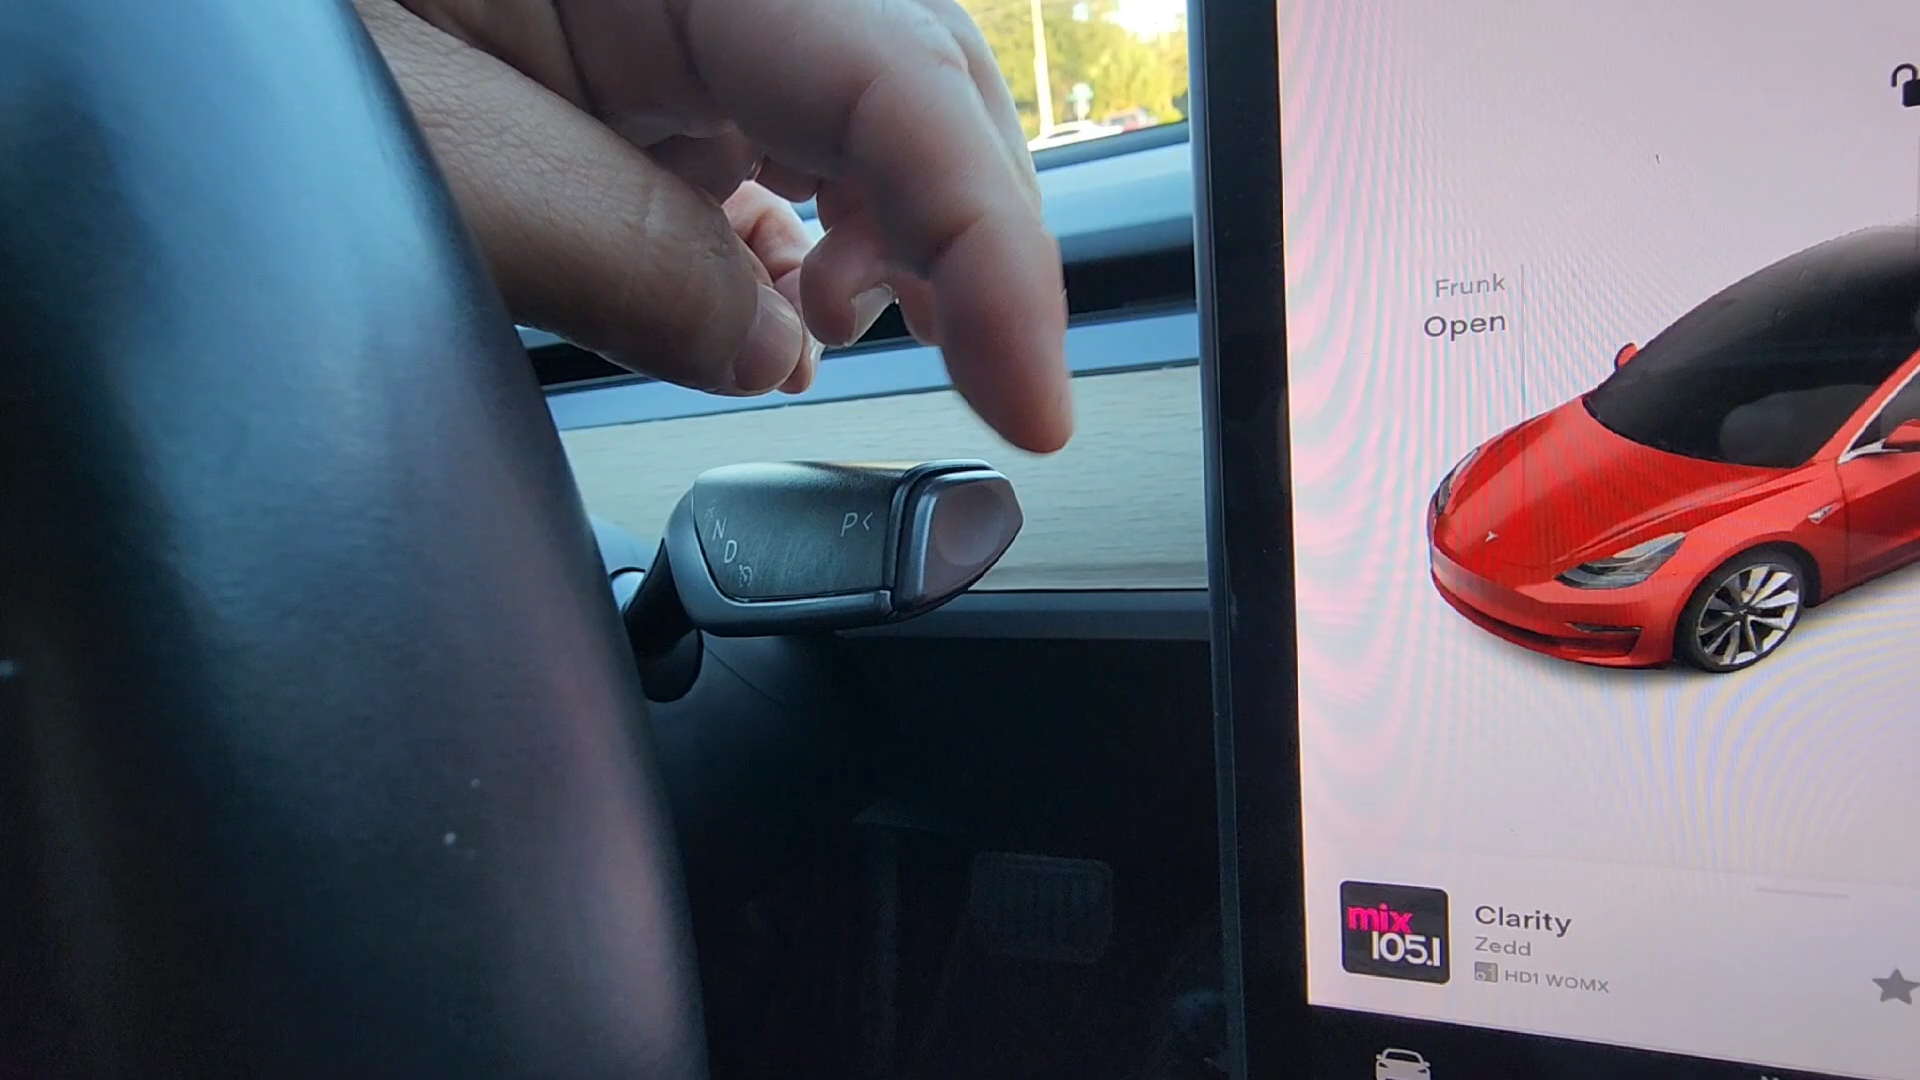 N
D
P<
Frunk
Open
mix
105.1
Clarity
Zedd
HD1 WOMX